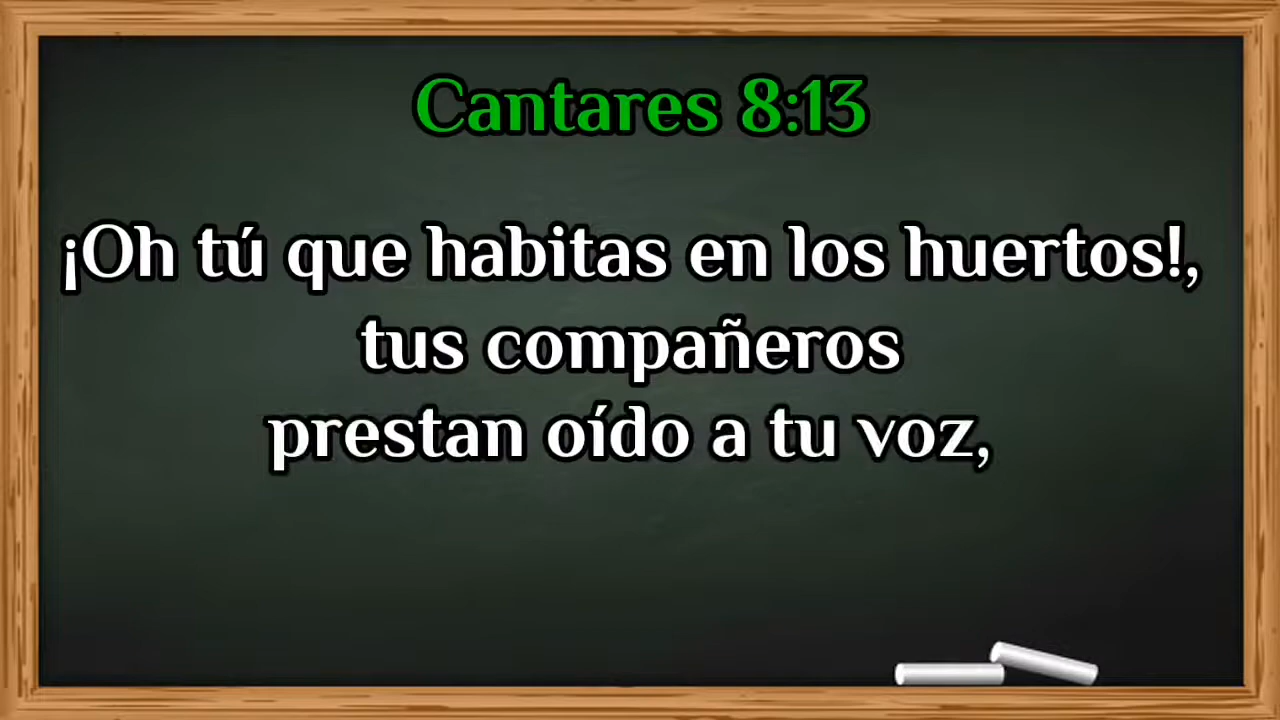 Cantares 8:13
¡Oh tú que habitas en los huertos!,
tus compañeros
prestan oído a tu voz,